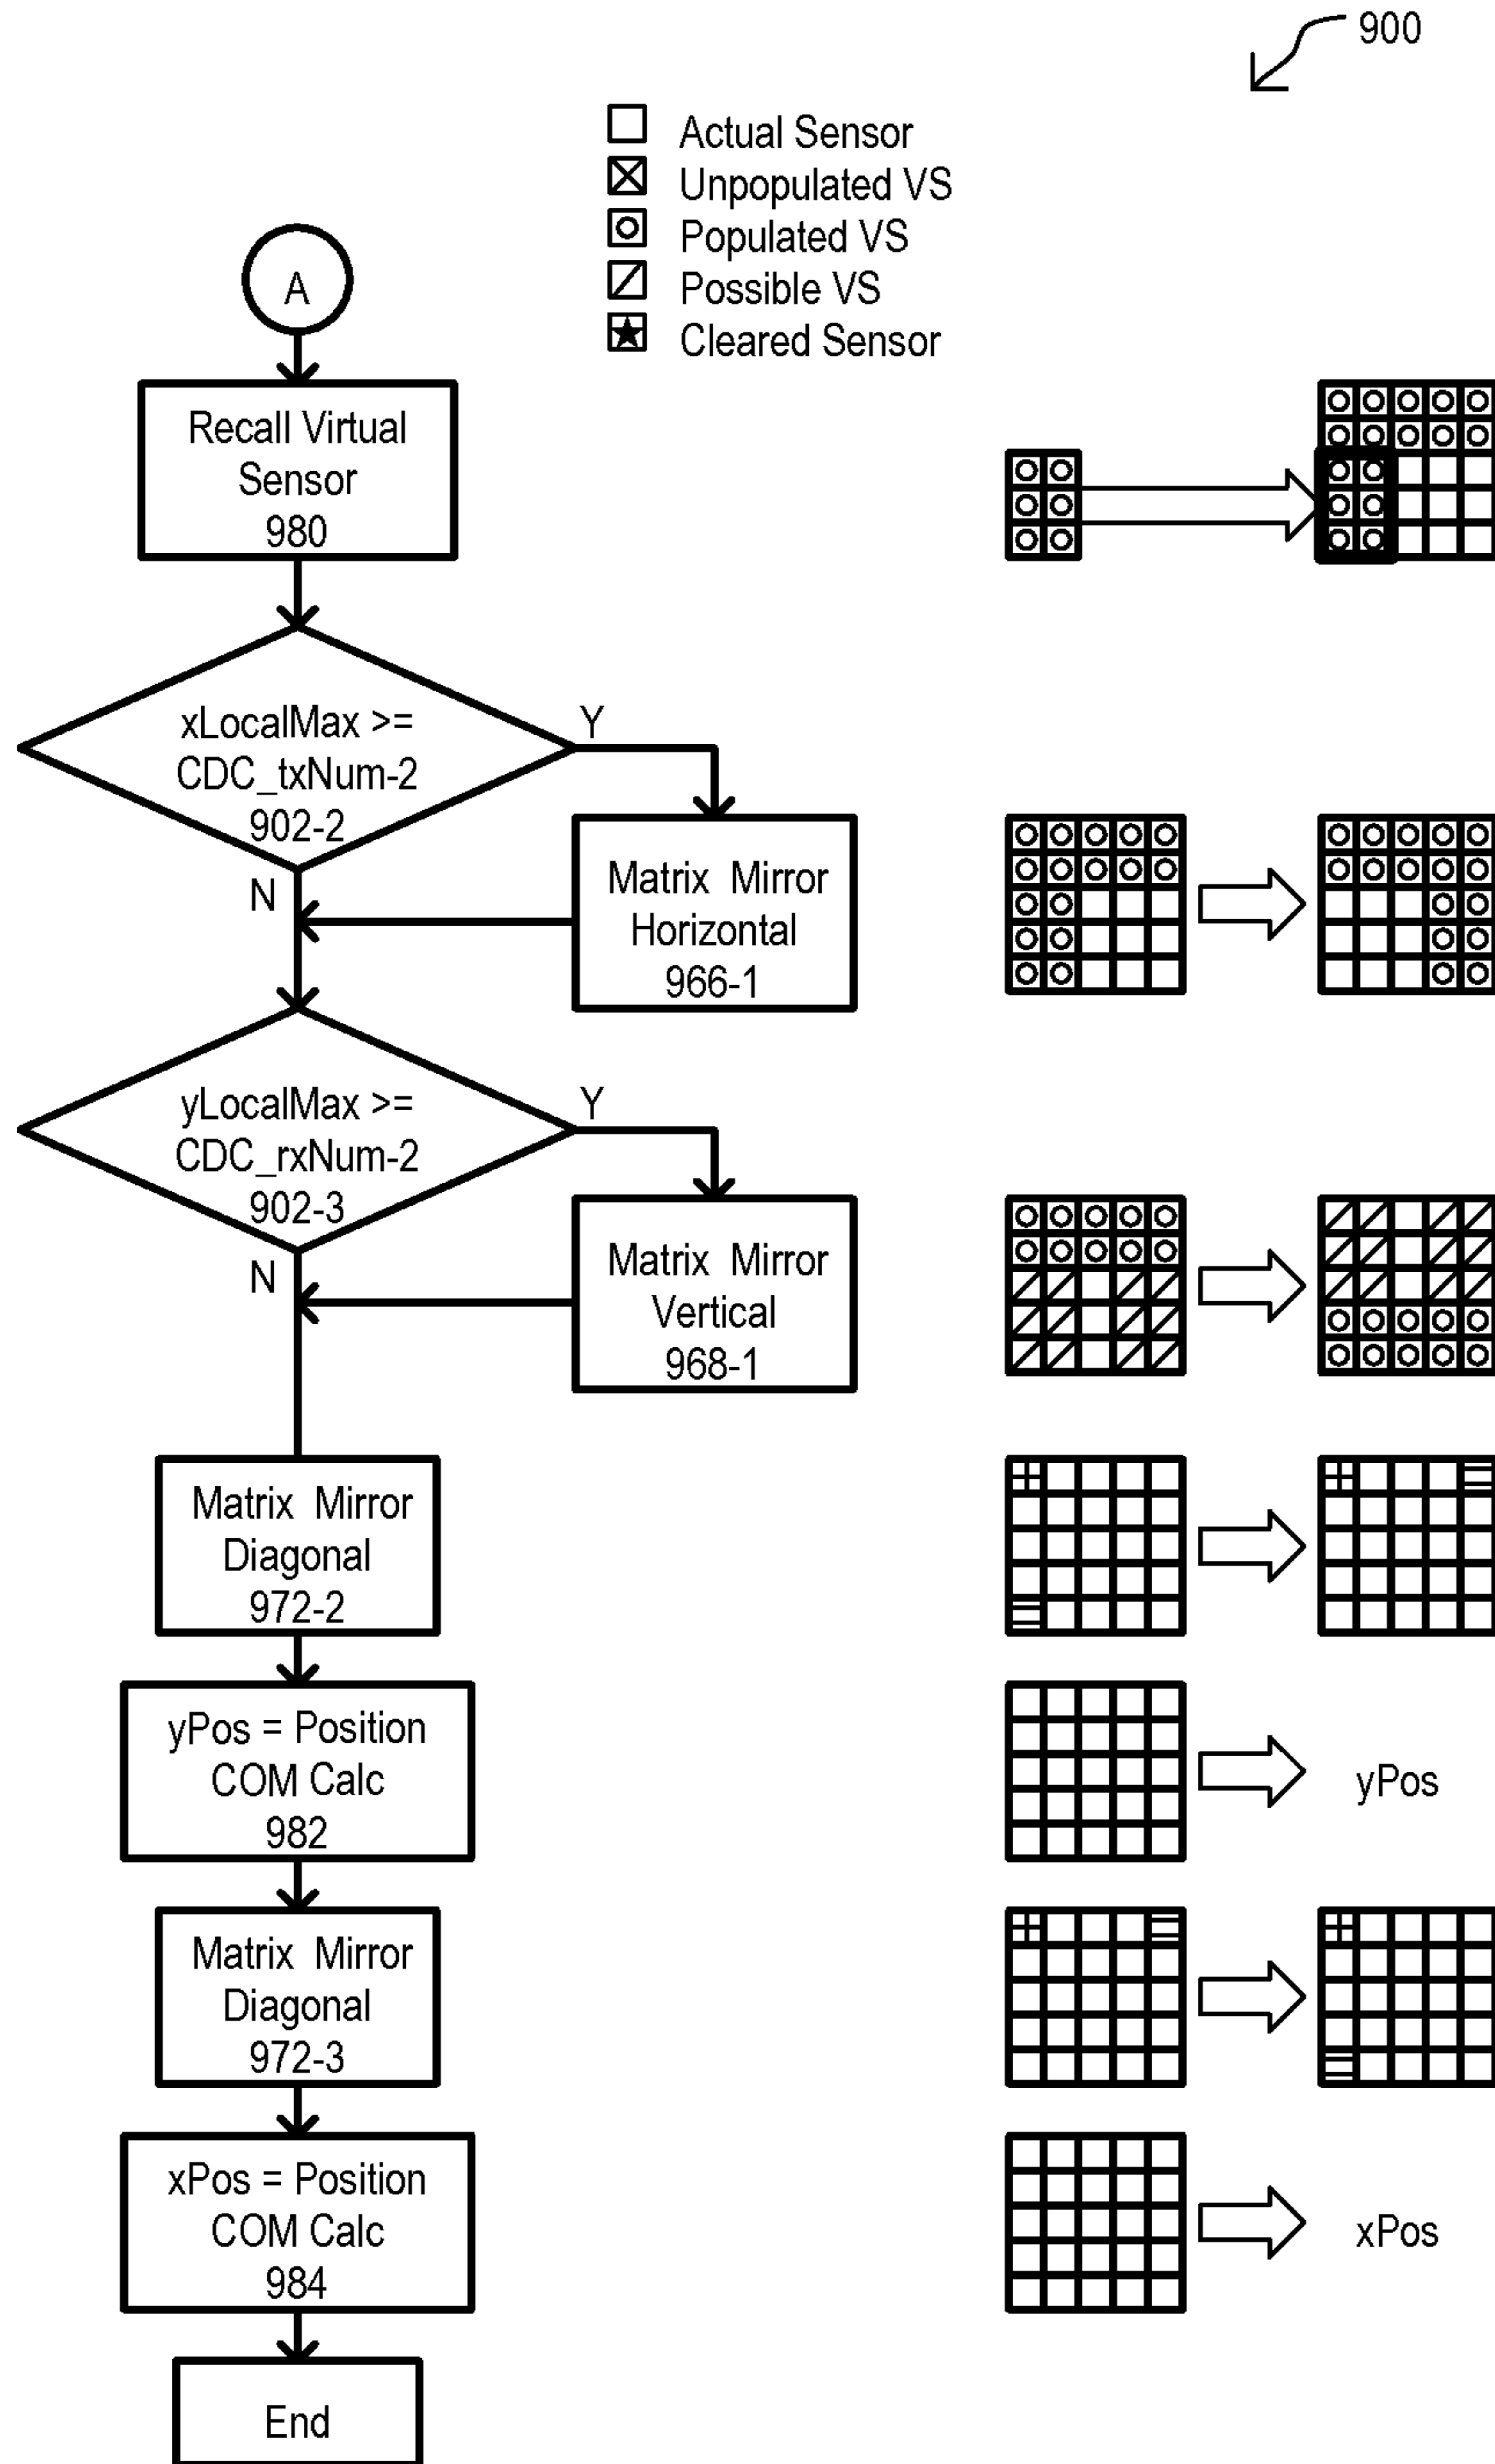 900
Actual Sensor
Unpopulated VS
Populated VS
Possible VS
Cleared Sensor
A
Recall Virtual
Sensor
980
xLocalMax >=
CDC_txNum-2
902-2
Y
N
Matrix Mirror
Horizontal
966-1
yLocalMax >=
CDC_rxNum-2
902-3
Y
N
Matrix Mirror
Vertical
968-1
Matrix Mirror
Diagonal
972-2
yPos = Position
COM Calc
982
yPos
Matrix Mirror
Diagonal
972-3
xPos = Position
COM Calc
984
xPos
End